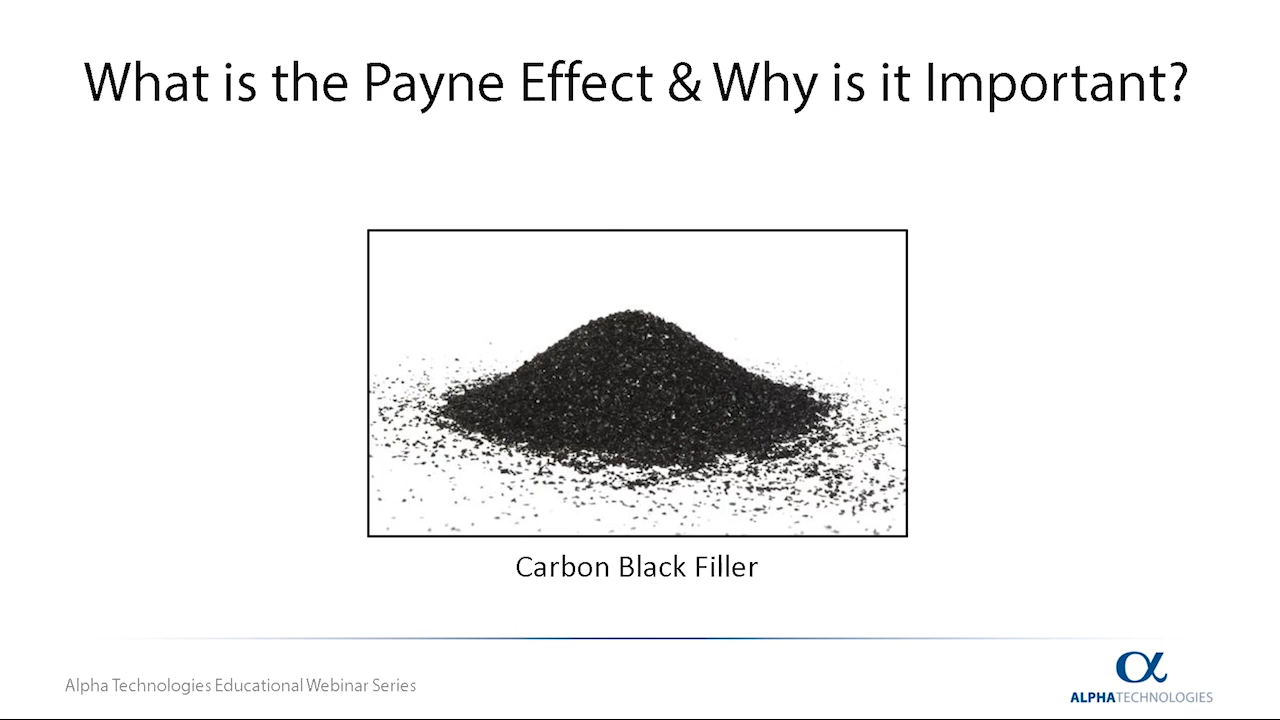 What is the Payne Effect & Why is it Important?
Carbon Black Filler
Alpha Technologies Educational Webinar Series
α
ALPHATECHNOLOGIES